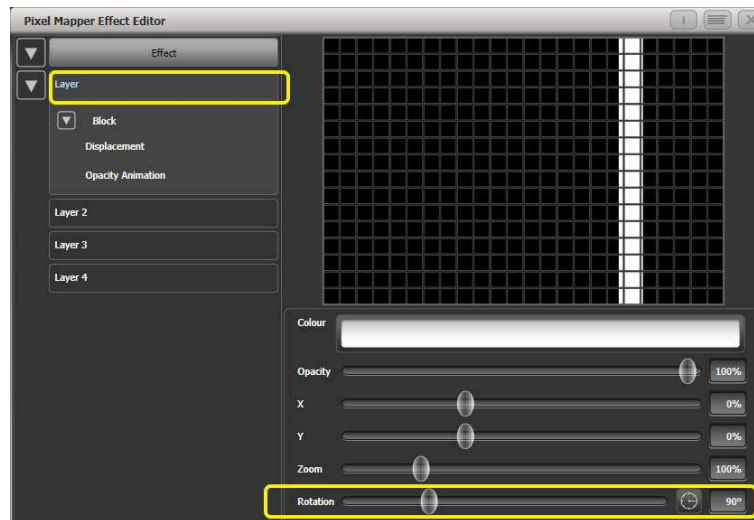 Pixel Mapper Effect Editor
Effect
Layer
Block
Displacement
Opacity Animation
Layer 2
Layer 3
Layer 4
Colour
Opacity 100%
X 0%
Y 0%
Zoom 100%
Rotation 90°